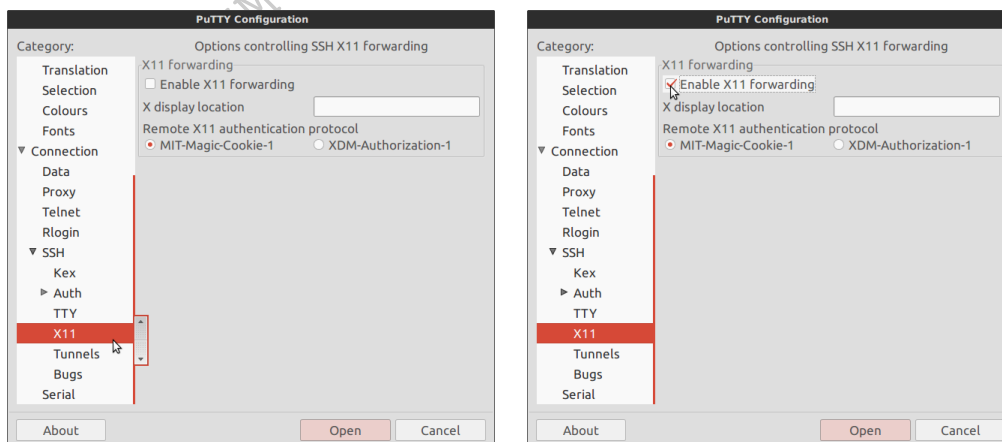 PuTTY Configuration
Category:
Options controlling SSH X11 forwarding
Translation
Selection
Colours
Fonts
Connection
Data
Proxy
Telnet
Rlogin
SSH
Kex
Auth
TTY
X11
Tunnels
Bugs
Serial
X11 forwarding
Enable X11 forwarding
X display location
Remote X11 authentication protocol
MIT-Magic-Cookie-1 XDM-Authorization-1
About Open Cancel
PuTTY Configuration
Category:
Options controlling SSH X11 forwarding
Translation
Selection
Colours
Fonts
Connection
Data
Proxy
Telnet
Rlogin
SSH
Kex
Auth
TTY
X11
Tunnels
Bugs
Serial
X11 forwarding
Enable X11 forwarding
X display location
Remote X11 authentication protocol
MIT-Magic-Cookie-1 XDM-Authorization-1
About Open Cancel